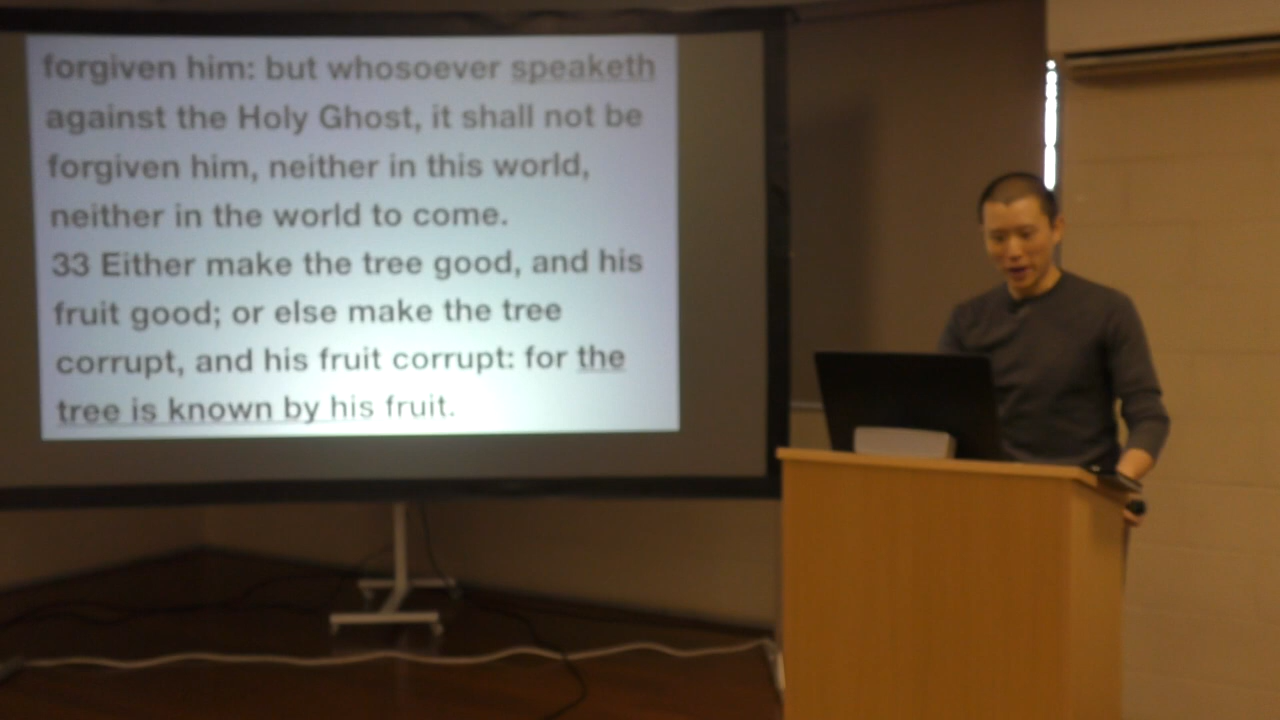 forgiven him: but whosoever speaketh
against the Holy Ghost, it shall not be
forgiven him, neither in this world,
neither in the world to come.
33 Either make the tree good, and his
fruit good; or else make the tree
corrupt, and his fruit corrupt: for the
tree is known by his fruit.